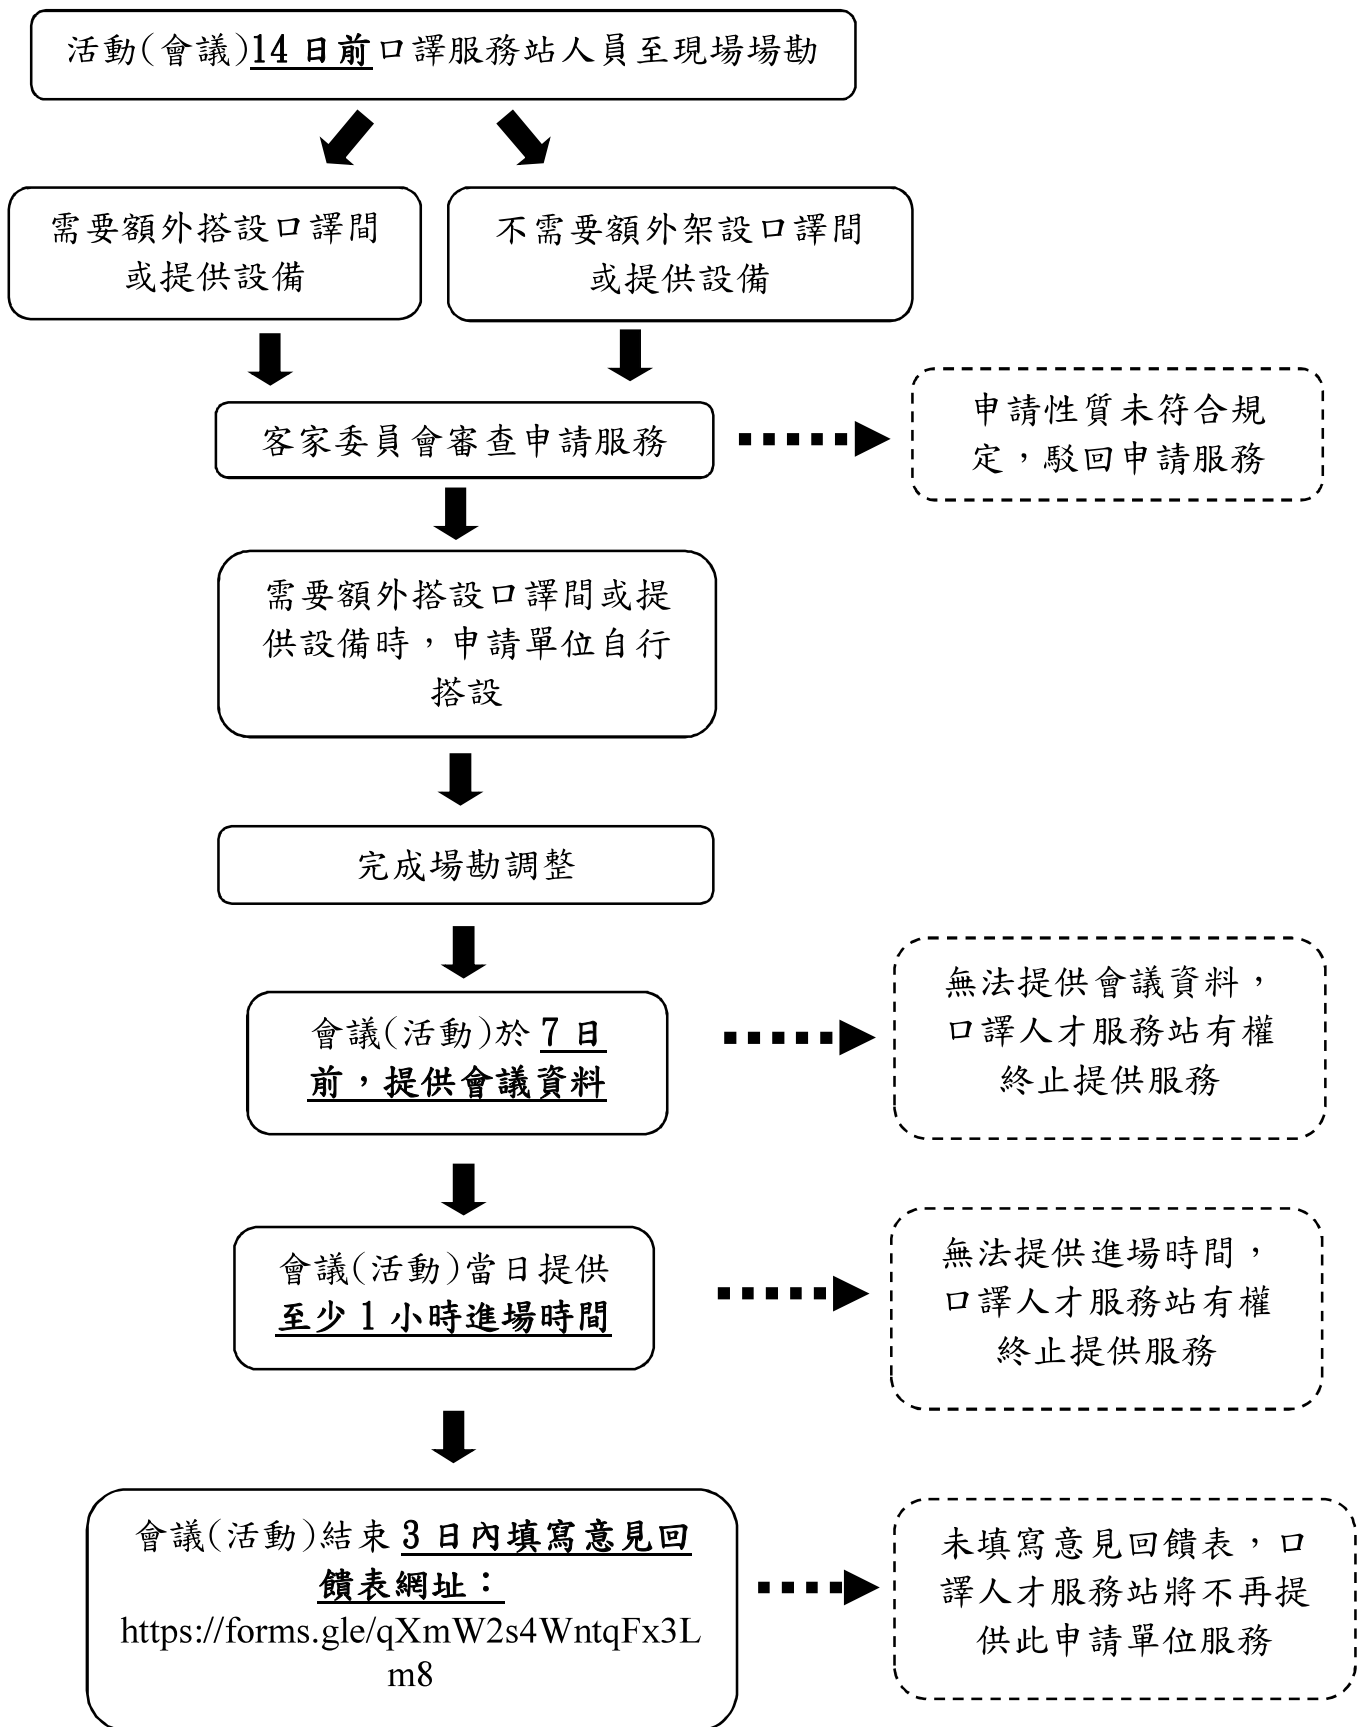 活動(會議)14 日前口譯服務站人員至現場場勘
需要額外搭設口譯間
或提供設備
不需要額外架設口譯間
或提供設備
客家委員會審查申請服務
申請性質未符合規
定，駁回申請服務
需要額外搭設口譯間或提
供設備時，申請單位自行
搭設
完成場勘調整
會議(活動)於 7 日
前，提供會議資料
無法提供會議資料，
口譯人才服務站有權
終止提供服務
會議(活動)當日提供
至少 1 小時進場時間
無法提供進場時間，
口譯人才服務站有權
終止提供服務
會議(活動)結束 3 日內填寫意見回
饋表網址：
https://forms.gle/qXmW2s4WntqFx3L
m8
未填寫意見回饋表，口
譯人才服務站將不再提
供此申請單位服務